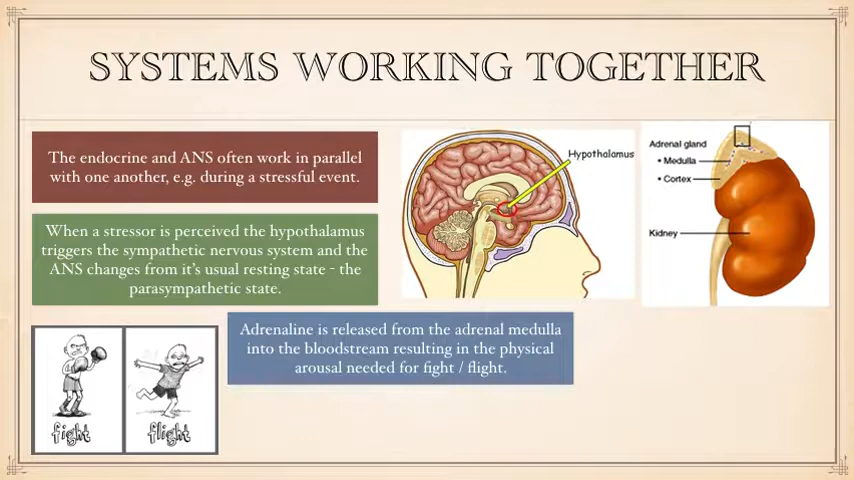 SYSTEMS WORKING TOGETHER
The endocrine and ANS often work in parallel
with one another, e.g. during a stressful event.
When a stressor is perceived the hypothalamus
triggers the sympathetic nervous system and the
ANS changes from it's usual resting state - the
parasympathetic state.
Hypothalamus
Adrenal gland
• Medulla
• Cortex
Kidney
Adrenaline is released from the adrenal medulla
into the bloodstream resulting in the physical
arousal needed for fight / flight.
fight
flight